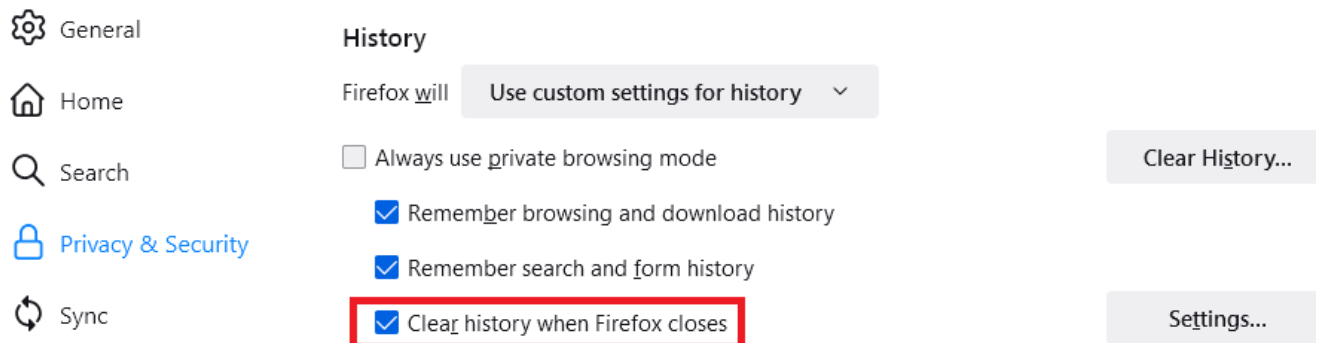 General
Home
Search
Privacy & Security
Sync
History
Firefox will Use custom settings for history
Always use private browsing mode
Clear History...
Remember browsing and download history
Remember search and form history
Clear history when Firefox closes
Settings...